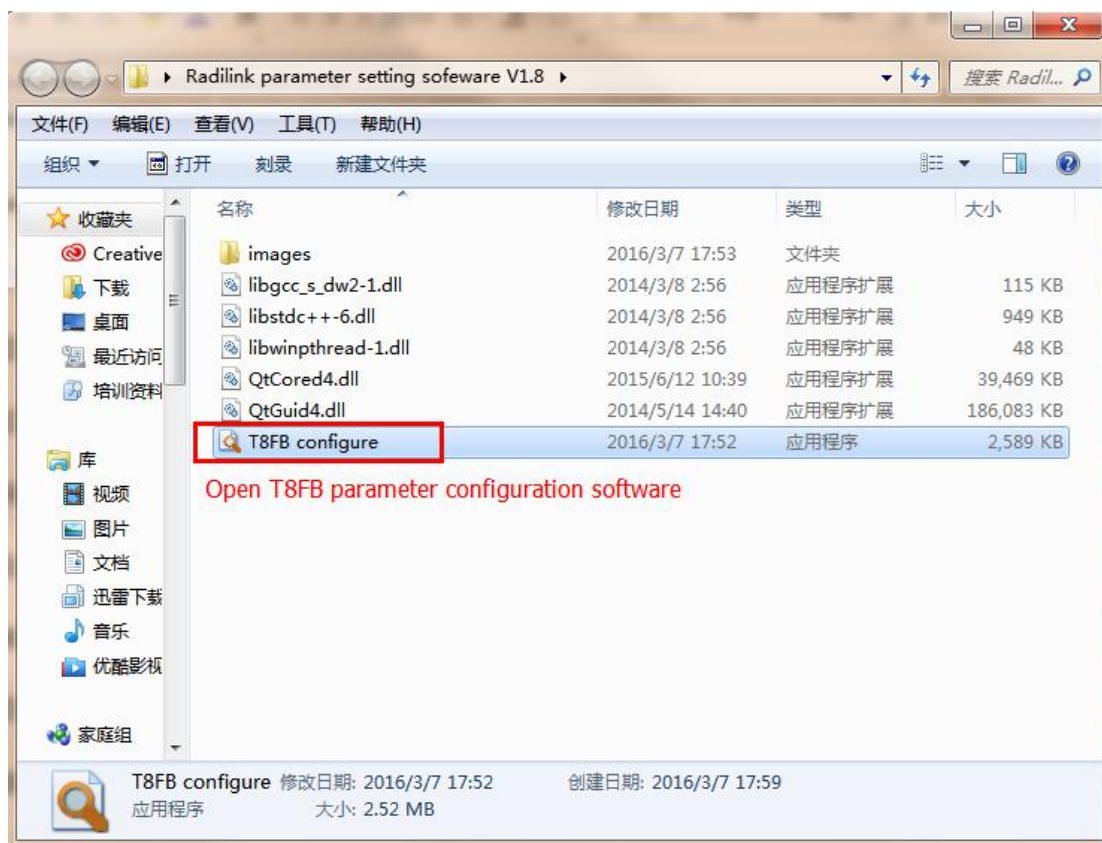 Radilink parameter setting sofeware V1.8
搜索 Radil...
文件(F) 编辑(E) 查看(V) 工具(T) 帮助(H)
组织 打开 刻录 新建文件夹
名称 修改日期 类型 大小
收藏夹
Creative
下载
桌面
最近访问
培训资料
库
视频
图片
文档
迅雷下载
音乐
优酷影视
家庭组
images 2016/3/7 17:53 文件夹
libgcc_s_dw2-1.dll 2014/3/8 2:56 应用程序扩展 115 KB
libstdc++-6.dll 2014/3/8 2:56 应用程序扩展 949 KB
libwinpthread-1.dll 2014/3/8 2:56 应用程序扩展 48 KB
QtCored4.dll 2015/6/12 10:39 应用程序扩展 39,469 KB
QtGuid4.dll 2014/5/14 14:40 应用程序扩展 186,083 KB
T8FB configure 2016/3/7 17:52 应用程序 2,589 KB
Open T8FB parameter configuration software
T8FB configure 修改日期: 2016/3/7 17:52 创建日期: 2016/3/7 17:59
应用程序 大小: 2.52 MB